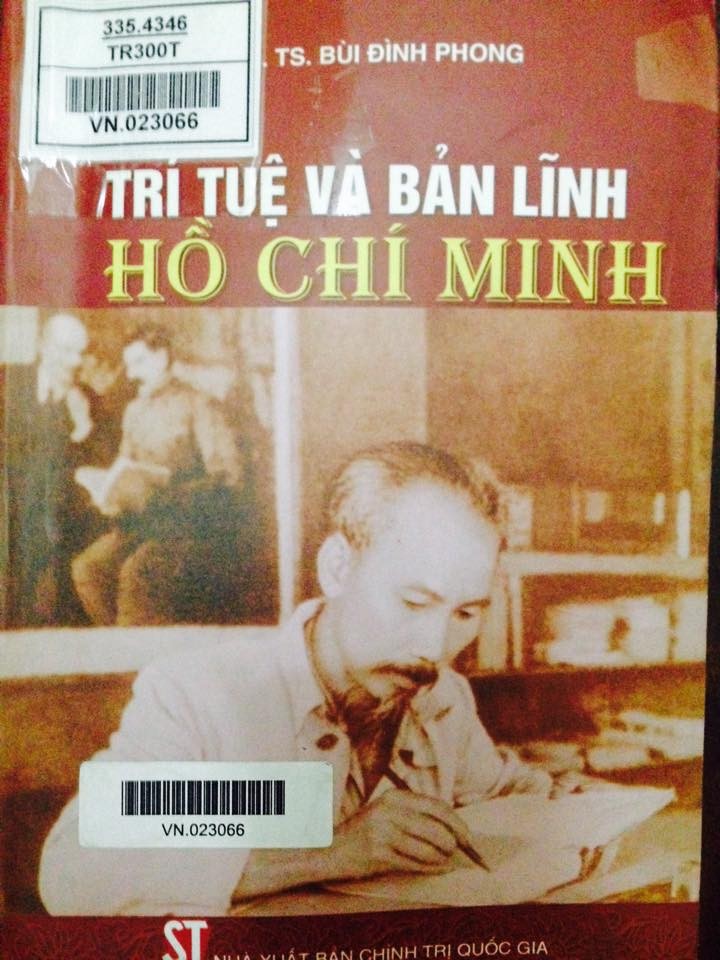 335.4346
TR300T
VN.023066
. TS. BÙI ĐÌNH PHONG
TRÍ TUỆ VÀ BẢN LĨNH
HỒ CHÍ MINH
VN.023066
ST NHÀ XUẤT BẢN CHÍNH TRỊ QUỐC GIA